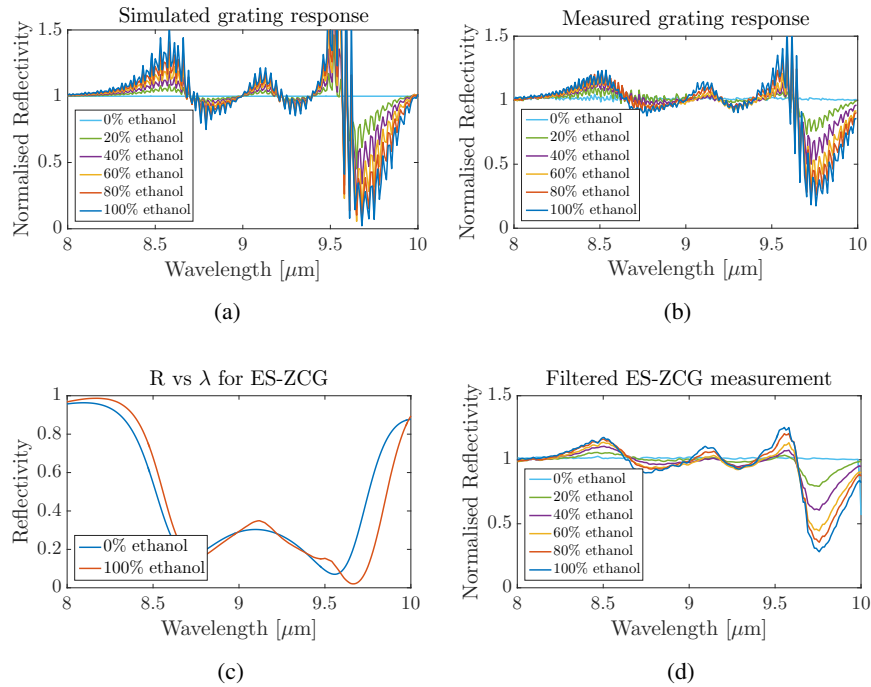 Simulated grating response
Normalised Reflectivity
1.5
1
0.5
0
0% ethanol
20% ethanol
40% ethanol
60% ethanol
80% ethanol
100% ethanol
8 8.5 9 9.5 10
Wavelength [μm]
(a)
Measured grating response
Normalised Reflectivity
1.5
1
0.5
0
0% ethanol
20% ethanol
40% ethanol
60% ethanol
80% ethanol
100% ethanol
8 8.5 9 9.5 10
Wavelength [μm]
(b)
R vs λ for ES-ZCG
Reflectivity
1
0.8
0.6
0.4
0.2
0
0% ethanol
100% ethanol
8 8.5 9 9.5 10
Wavelength [μm]
(c)
Filtered ES-ZCG measurement
Normalised Reflectivity
1.5
1
0.5
0
0% ethanol
20% ethanol
40% ethanol
60% ethanol
80% ethanol
100% ethanol
8 8.5 9 9.5 10
Wavelength [μm]
(d)